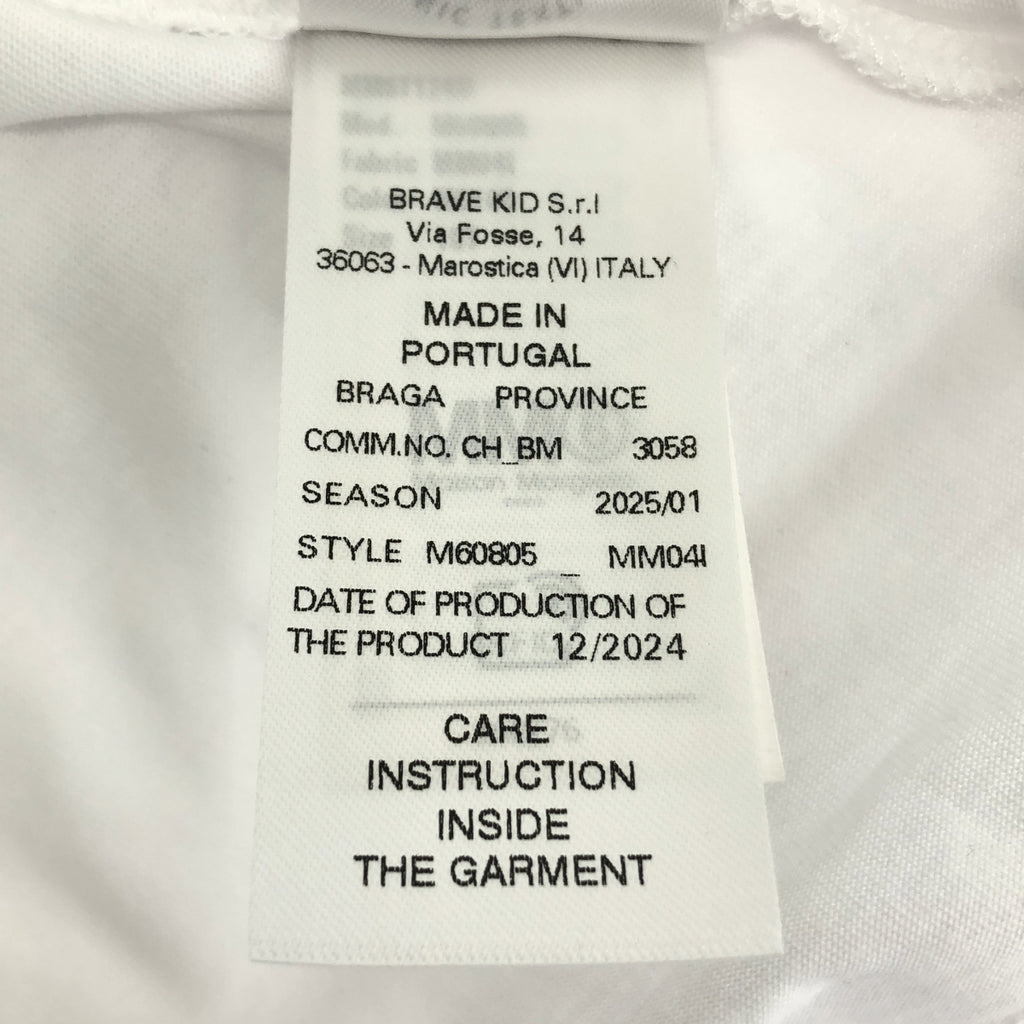 BRAVE KID S.r.l
Via Fosse, 14
36063 - Marostica (VI) ITALY
MADE IN
PORTUGAL
BRAGA PROVINCE
COMM.NO. CH_BM 3058
SEASON 2025/01
STYLE M60805 _ MM04I
DATE OF PRODUCTION OF
THE PRODUCT 12/2024
CARE
INSTRUCTION
INSIDE
THE GARMENT